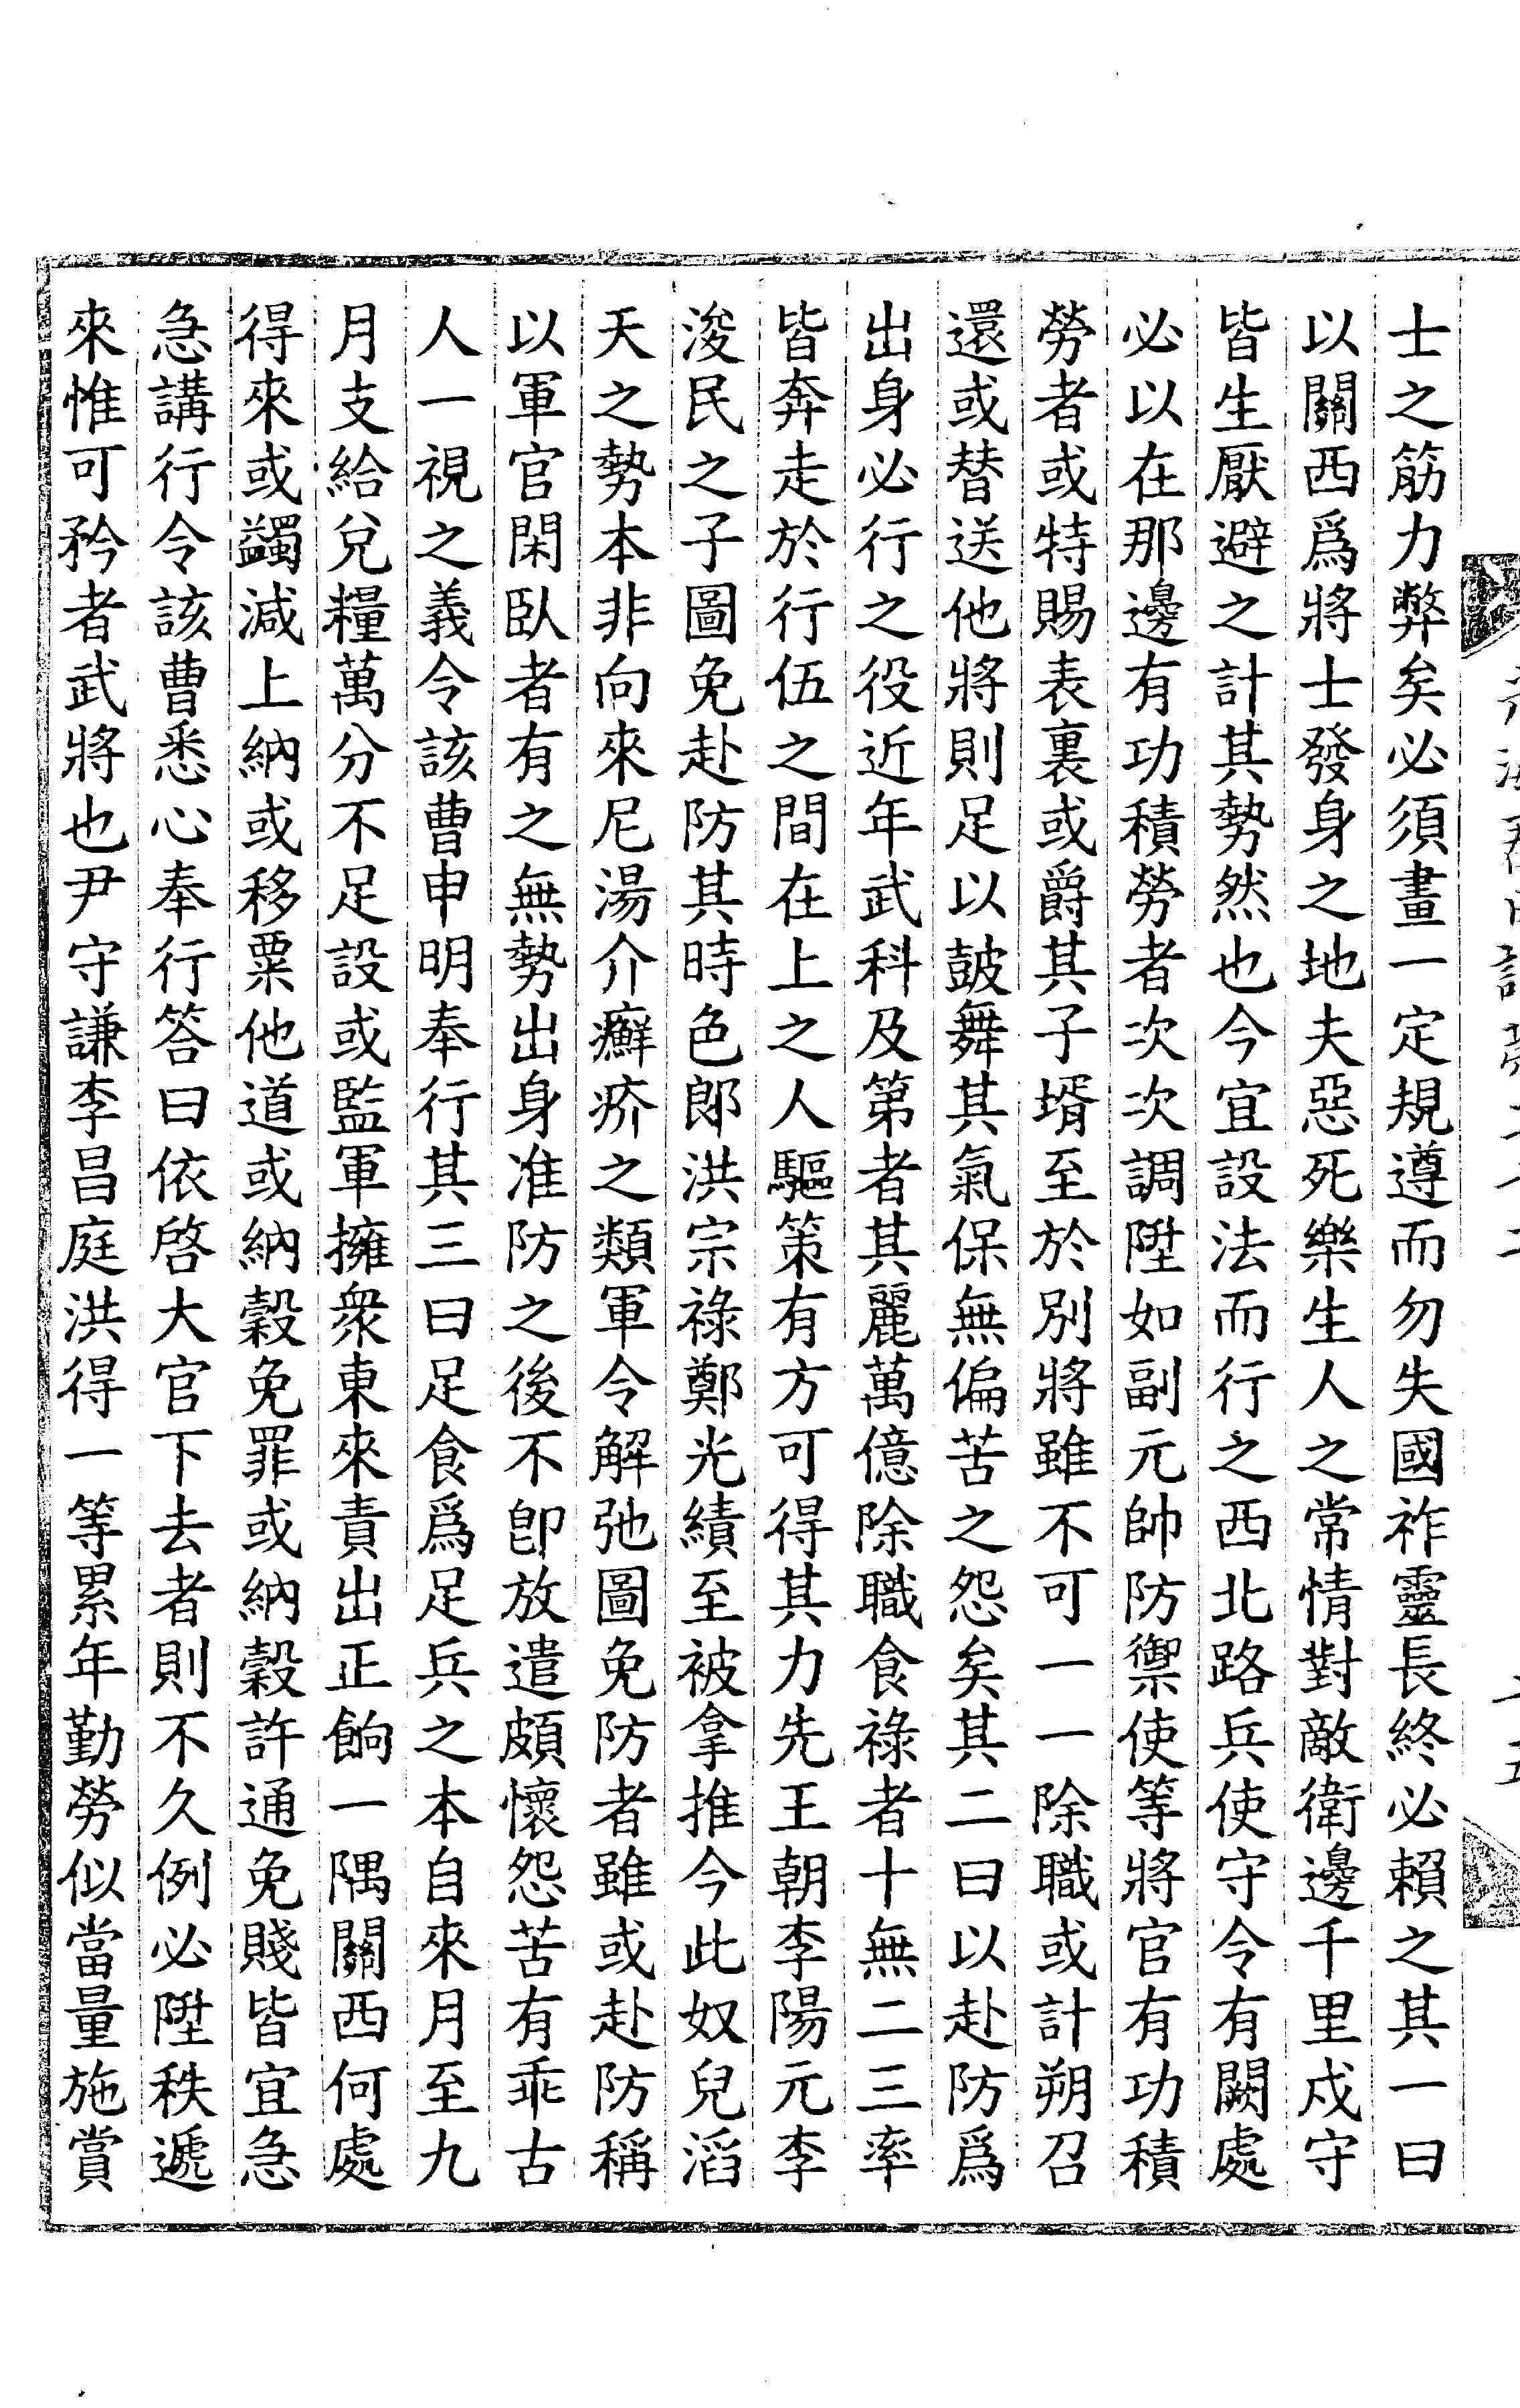 士之筋力弊矣必須畫一定規遵而勿失國祚靈長終必賴之其一曰
以關西爲將士發身之地夫惡死樂生人之常情對敵衛邊千里戍守
皆生厭避之計其勢然也今宜設法而行之西北路兵使守令有闕處
必以在那邊有功積勞者次次調陞如副元帥防禦使等將官有功積
勞者或特賜表裏或爵其子壻至於別將雖不可一一除職或計朔召
還或替送他將則足以鼓舞其氣保無偏苦之怨矣其二曰以赴防爲
出身必行之役近年武科及第者其麗萬億除職食祿者十無二三率
皆奔走於行伍之間在上之人驅策有方可得其力先王朝李陽元李
浚民之子圖免赴防其時色郞洪宗祿鄭光績至被拿推今此奴兒滔
天之勢本非向來尼湯介癬疥之類軍令解弛圖免防者雖或赴防稱
以軍官閑臥者有之無勢出身准防之後不卽放遣頗懷怨苦有乖古
人一視之義令該曹申明奉行其三曰足食爲足兵之本自來月至九
月支給兌糧萬分不足設或監軍擁衆東來責出正餉一隅關西何處
得來或蠲減上納或移粟他道或納穀免罪或納穀許通免賤皆宜急
急講行令該曹悉心奉行答曰依啓大官下去者則不久例必陞秩遞
來惟可矜者武將也尹守謙李昌庭洪得一等累年勤勞似當量施賞